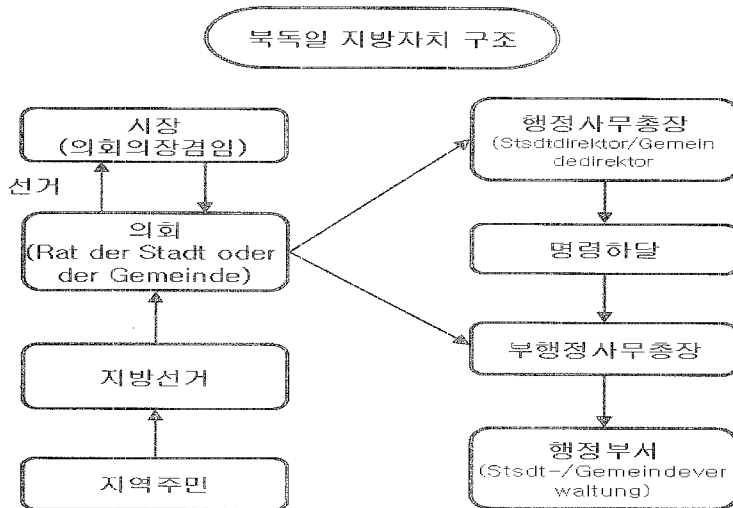 북독일 지방자치 구조
시장
(의회의장겸임)
선거
의회
(Rat der Stadt oder
der Gemeinde)
지방선거
지역주민
행정사무총장
(Stsdtdirektor/Gemein
dedirektor
명령하달
부행정사무총장
행정부서
(Stsdt-/Gemeindever
waltung)